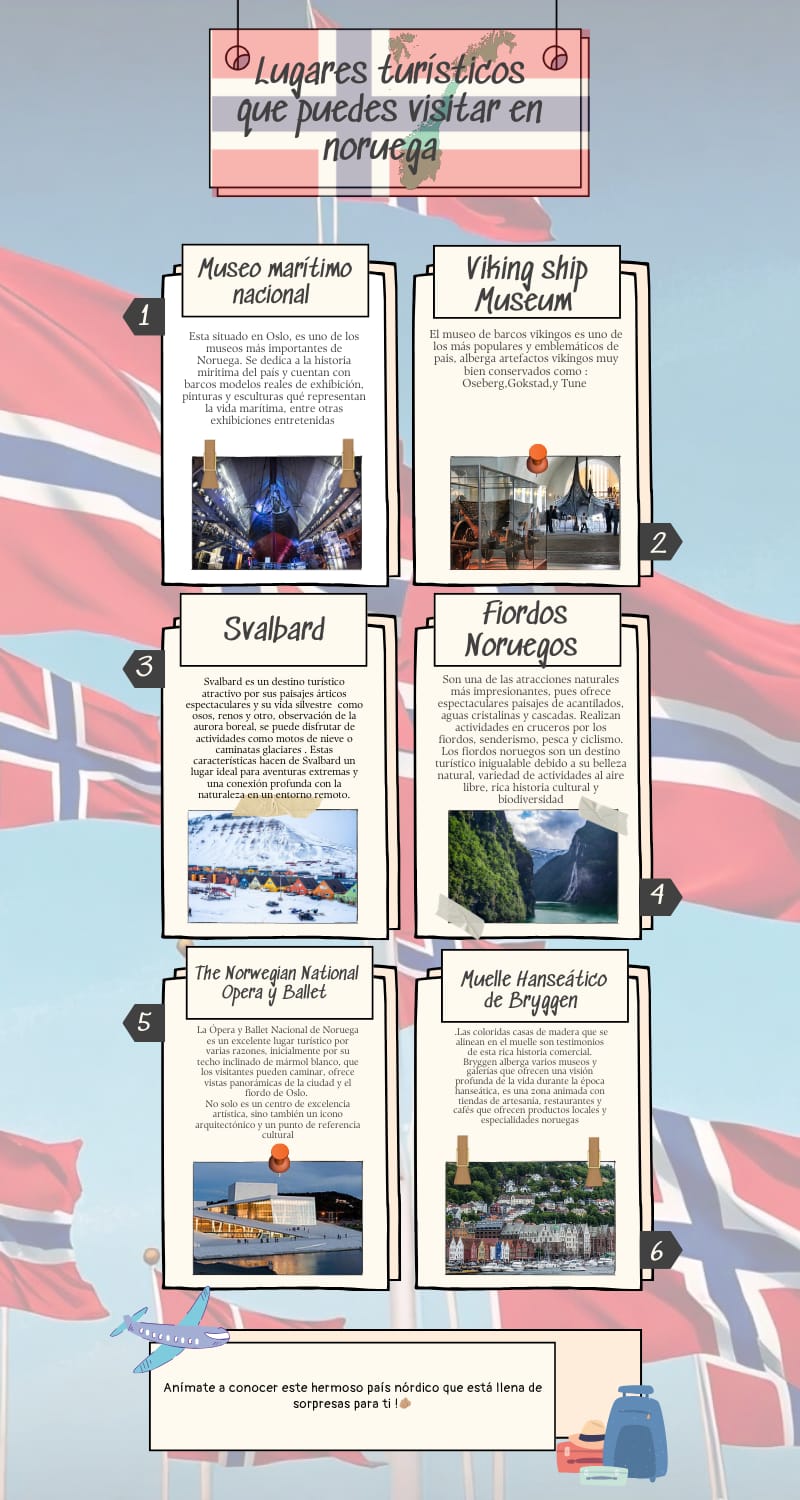 Lugares turísticos
que puedes visitar en
noruega
Museo marítimo
nacional
1
Esta situado en Oslo, es uno de los
museos más importantes de
Noruega. Se dedica a la historia
miritima del país y cuentan con
barcos modelos reales de exhibición,
pinturas y esculturas qué representan
la vida marítima, entre otras
exhibiciones entretenidas
Viking ship
Museum
El museo de barcos vikingos es uno de
los más populares y emblemáticos de
país, alberga artefactos vikingos muy
bien conservados como :
Oseberg,Gokstad,y Tune
2
Svalbard
3
Svalbard es un destino turístico
atractivo por sus paisajes árticos
espectaculares y su vida silvestre como
osos, renos y otro, observación de la
aurora boreal, se puede disfrutar de
actividades como motos de nieve o
caminatas glaciares . Estas
características hacen de Svalbard un
lugar ideal para aventuras extremas y
una conexión profunda con la
naturaleza en un entorno remoto.
Fiordos
Noruegos
Son una de las atracciones naturales
más impresionantes, pues ofrece
espectaculares paisajes de acantilados,
aguas cristalinas y cascadas. Realizan
actividades en cruceros por los
fiordos, senderismo, pesca y ciclismo.
Los fiordos noruegos son un destino
turístico inigualable debido a su belleza
natural, variedad de actividades al aire
libre, rica historia cultural y
biodiversidad
4
The Norwegian National
Opera y Ballet
5
La Ópera y Ballet Nacional de Noruega
es un excelente lugar turístico por
varias razones, inicialmente por su
techo inclinado de mármol blanco, que
los visitantes pueden caminar, ofrece
vistas panorámicas de la ciudad y el
fiordo de Oslo.
No solo es un centro de excelencia
artística, sino también un icono
arquitectónico y un punto de referencia
cultural
Muelle Hanseático
de Bryggen
.Las coloridas casas de madera que se
alinean en el muelle son testimonios
de esta rica historia comercial.
Bryggen alberga varios museos y
galerías que ofrecen una visión
profunda de la vida durante la época
hanseática, es una zona animada con
tiendas de artesanía, restaurantes y
cafés que ofrecen productos locales y
especialidades noruegas
6
Anímate a conocer este hermoso país nórdico que está llena de
sorpresas para ti !